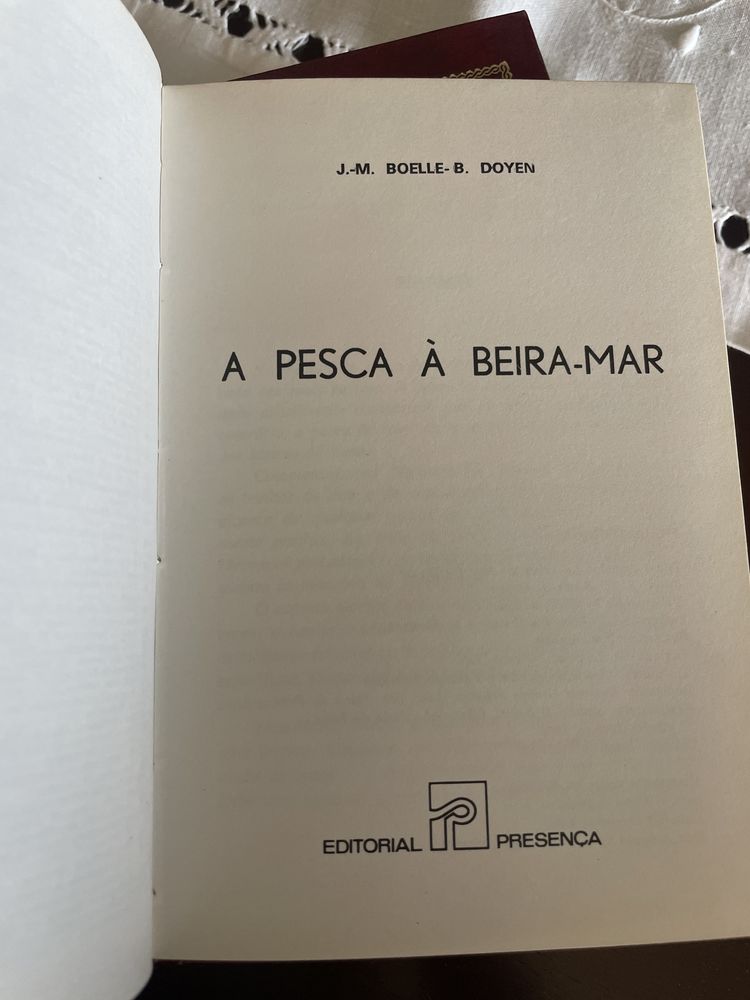 J.-M. BOELLE- B. DOYEN
A PESCA À BEIRA-MAR
EDITORIAL PRESENÇA